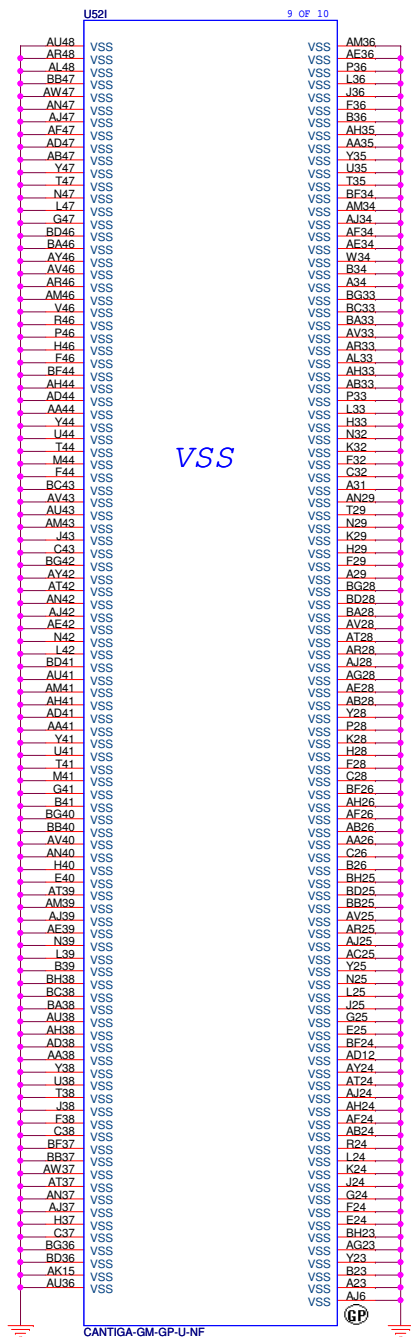 U52I 9 OF 10
AU48 VSS VSS AM36
AR48 VSS VSS AE36
AL48 VSS VSS P36
BB47 VSS VSS L36
AW47 VSS VSS J36
AN47 VSS VSS F36
AJ47 VSS VSS B36
AF47 VSS VSS AH35
AD47 VSS VSS AA35
AB47 VSS VSS Y35
Y47 VSS VSS U35
T47 VSS VSS T35
N47 VSS VSS BF34
L47 VSS VSS AM34
G47 VSS VSS AJ34
BD46 VSS VSS AF34
BA46 VSS VSS AE34
AY46 VSS VSS W34
AV46 VSS VSS B34
AR46 VSS VSS A34
AM46 VSS VSS BG33
V46 VSS VSS BC33
R46 VSS VSS BA33
P46 VSS VSS AV33
H46 VSS VSS AR33
F46 VSS VSS AL33
BF44 VSS VSS AH33
AH44 VSS VSS AB33
AD44 VSS VSS P33
AA44 VSS VSS L33
Y44 VSS VSS H33
U44 VSS VSS N32
T44 VSS VSS K32
VSS
M44 VSS VSS F32
F44 VSS VSS C32
BC43 VSS VSS A31
AV43 VSS VSS AN29
AU43 VSS VSS T29
AM43 VSS VSS N29
J43 VSS VSS K29
C43 VSS VSS H29
BG42 VSS VSS F29
AY42 VSS VSS A29
AT42 VSS VSS BG28
AN42 VSS VSS BD28
AJ42 VSS VSS BA28
AE42 VSS VSS AV28
N42 VSS VSS AT28
L42 VSS VSS AR28
BD41 VSS VSS AJ28
AU41 VSS VSS AG28
AM41 VSS VSS AE28
AH41 VSS VSS AB28
AD41 VSS VSS Y28
AA41 VSS VSS P28
Y41 VSS VSS K28
U41 VSS VSS H28
T41 VSS VSS F28
M41 VSS VSS C28
G41 VSS VSS BF26
B41 VSS VSS AH26
BG40 VSS VSS AF26
BB40 VSS VSS AB26
AV40 VSS VSS AA26
AN40 VSS VSS C26
H40 VSS VSS B26
E40 VSS VSS BH25
AT39 VSS VSS BD25
AM39 VSS VSS BB25
AJ39 VSS VSS AV25
AE39 VSS VSS AR25
N39 VSS VSS AJ25
L39 VSS VSS AC25
B39 VSS VSS Y25
BH38 VSS VSS N25
BC38 VSS VSS L25
BA38 VSS VSS J25
AU38 VSS VSS G25
AH38 VSS VSS E25
AD38 VSS VSS BF24
AA38 VSS VSS AD12
Y38 VSS VSS AY24
U38 VSS VSS AT24
T38 VSS VSS AJ24
J38 VSS VSS AH24
F38 VSS VSS AF24
C38 VSS VSS AB24
BF37 VSS VSS R24
BB37 VSS VSS L24
AW37 VSS VSS K24
AT37 VSS VSS J24
AN37 VSS VSS G24
AJ37 VSS VSS F24
H37 VSS VSS E24
C37 VSS VSS BH23
BG36 VSS VSS AG23
BD36 VSS VSS Y23
AK15 VSS VSS B23
AU36 VSS VSS A23
VSS AJ6
GP
CANTIGA-GM-GP-U-NF